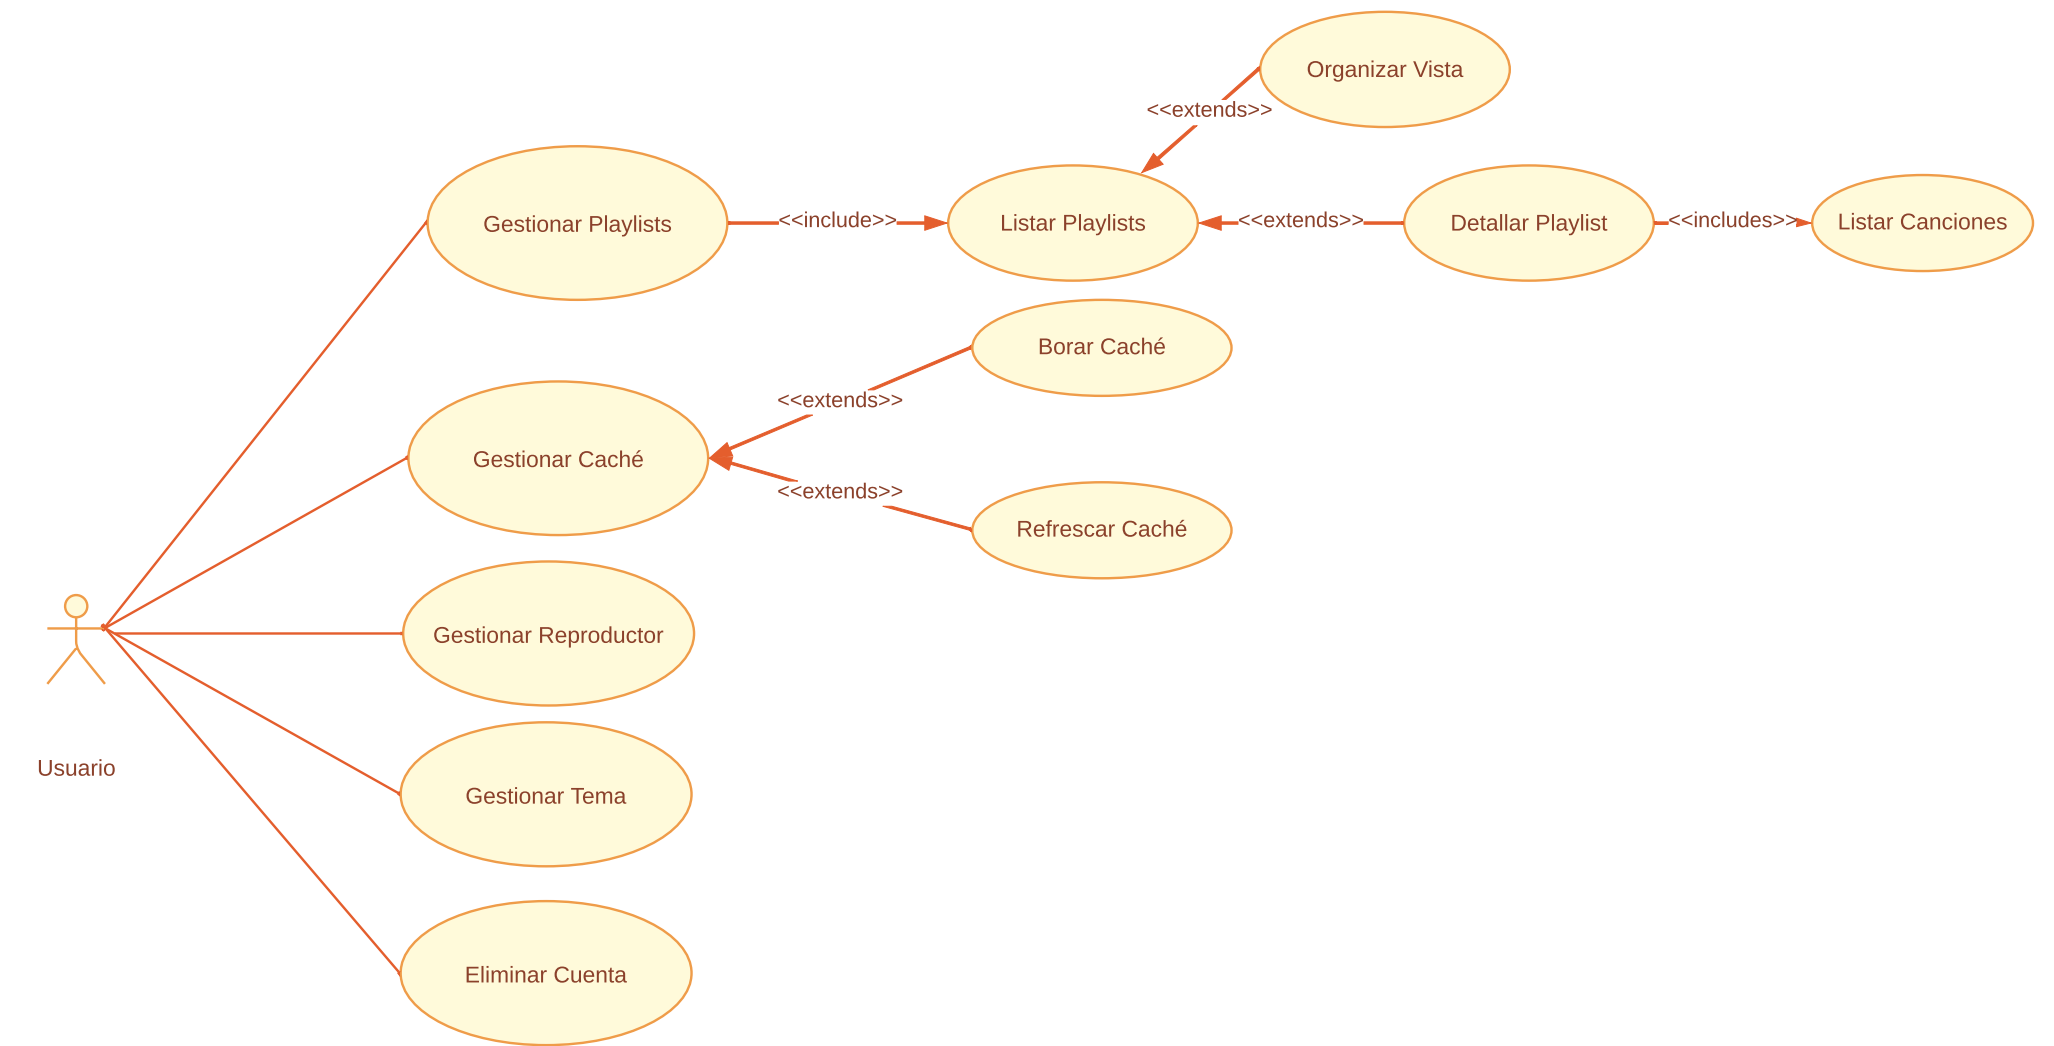 Organizar Vista
<<extends>>
Gestionar Playlists
<<include>>
Listar Playlists
<<extends>>
Detallar Playlist
<<includes>>
Listar Canciones
Borar Caché
<<extends>>
Gestionar Caché
<<extends>>
Refrescar Caché
Gestionar Reproductor
Usuario
Gestionar Tema
Eliminar Cuenta